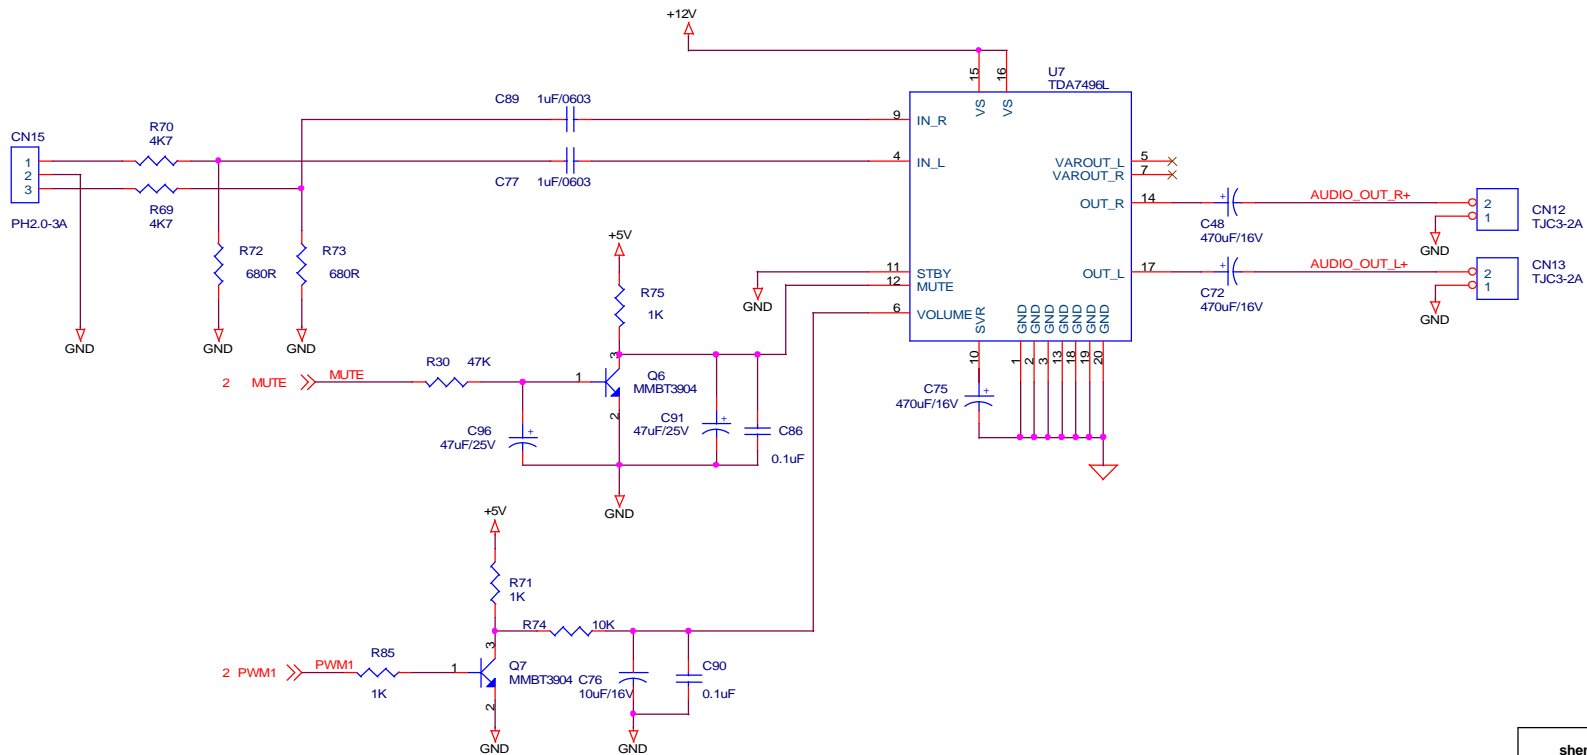 +12V
U7
TDA7496L
15
16
VS
VS
C89 1uF/0603
9 IN_R
R70
4K7
CN15
1
2
3
4 IN_L
C77 1uF/0603
VAROUT_L 5
VAROUT_R 7
R69
4K7
PH2.0-3A
OUT_R 14
AUDIO_OUT_R+
2
1
CN12
TJC3-2A
C48
470uF/16V
GND
+5V
R72
680R
R73
680R
11 STBY
12 MUTE
OUT_L 17
AUDIO_OUT_L+
2
1
CN13
TJC3-2A
C72
470uF/16V
GND
R75
1K
GND
6 VOLUME
SVR
GND
GND
GND
GND
GND
GND
GND
10
1
2
3
13
18
19
20
GND
GND
GND
2 MUTE
MUTE
R30 47K
1
3
2
Q6
MMBT3904
C75
470uF/16V
+
C96
47uF/25V
+
C91
47uF/25V
+
C86
0.1uF
GND
+5V
R71
1K
R74 10K
2 PWM1
PWM1
R85
1K
1
3
2
Q7
MMBT3904
C76
10uF/16V
C90
0.1uF
GND
GND
+
+
sher